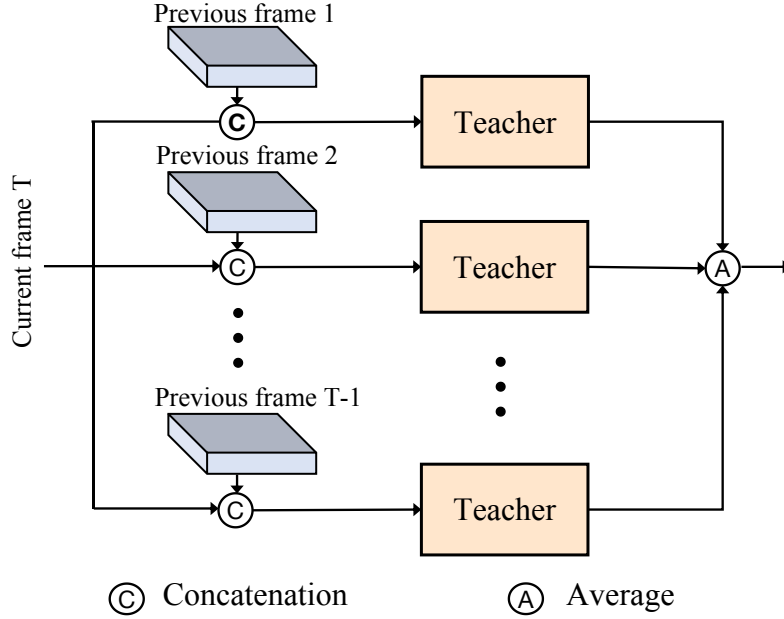 Previous frame 1
C
Teacher
Previous frame 2
Current frame T
C
Teacher
A
Previous frame T-1
C
Teacher
C Concatenation
A Average